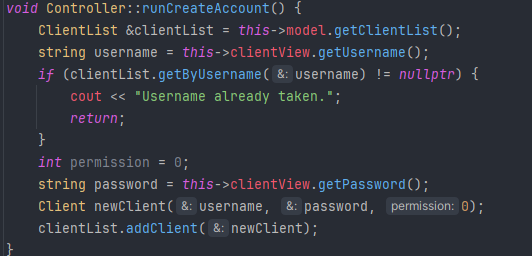 void Controller::runCreateAccount() {
    ClientList &clientList = this->model.getClientList();
    string username = this->clientView.getUsername();
    if (clientList.getByUsername( &: username) != nullptr) {
        cout << "Username already taken.";
        return;
    }
    int permission = 0;
    string password = this->clientView.getPassword();
    Client newClient( &: username, &: password, permission: 0);
    clientList.addClient( &: newClient);
}